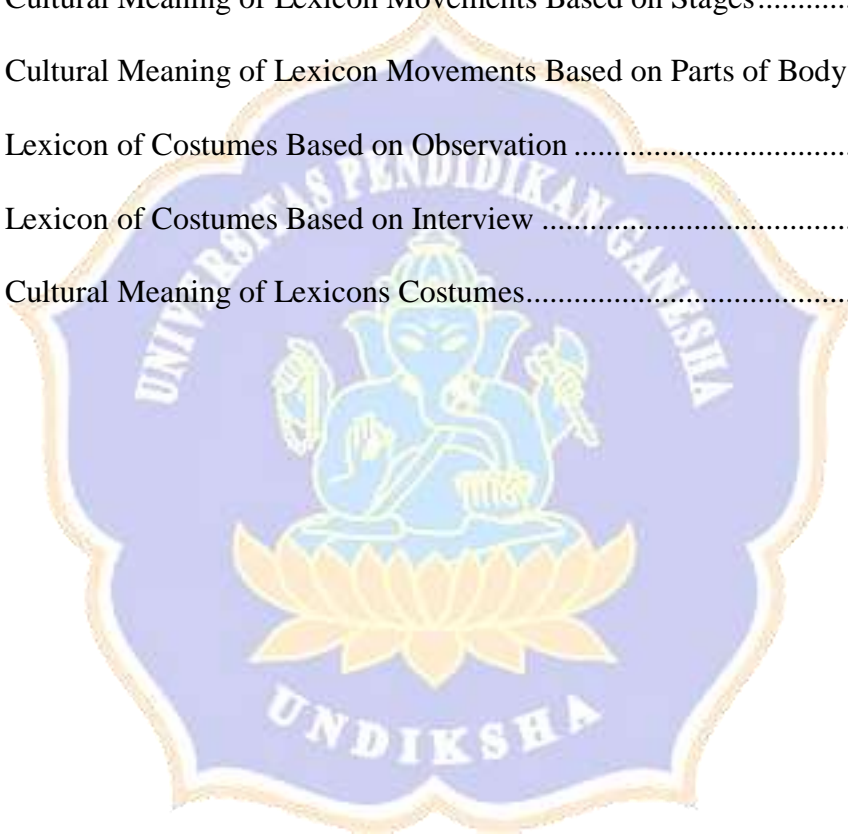 Cultural Meaning of Lexicon Movements Based on Stages..............
Cultural Meaning of Lexicon Movements Based on Parts of Body
Lexicon of Costumes Based on Observation ...................................
Lexicon of Costumes Based on Interview .......................................
Cultural Meaning of Lexicons Costumes.........................................
UNIVERSITAS PENDIDIKAN GANESHA
UNDIKSHA